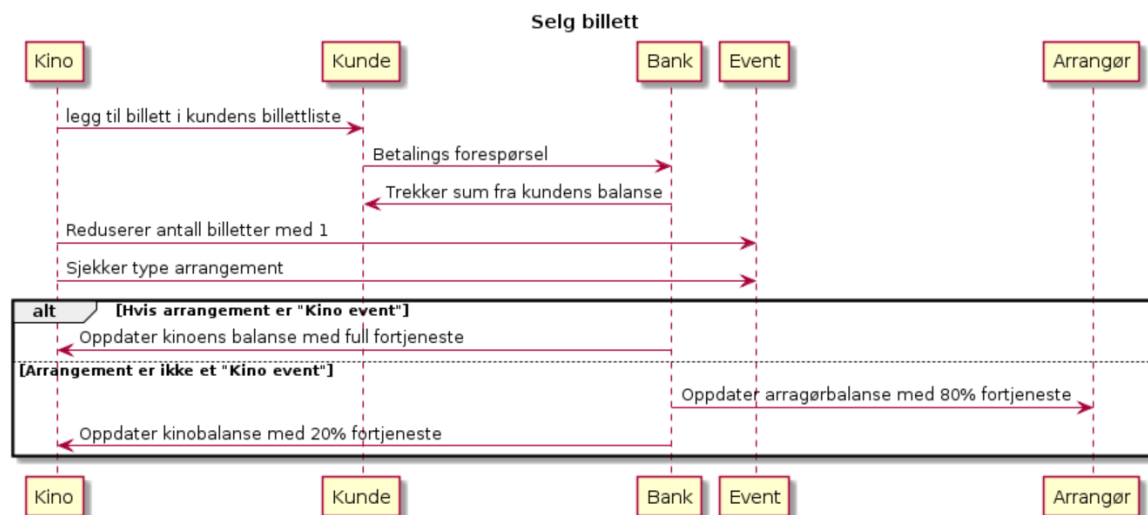 Selg billett
Kino Kunde Bank Event Arrangør
legg til billett i kundens billettliste
Betalings forespørsel
Trekker sum fra kundens balanse
Reduserer antall billetter med 1
Sjekker type arrangement
alt [Hvis arrangement er "Kino event"]
Oppdater kinoens balanse med full fortjeneste
[Arrangement er ikke et "Kino event"]
Oppdater arragørbalanse med 80% fortjeneste
Oppdater kinobalanse med 20% fortjeneste
Kino Kunde Bank Event Arrangør